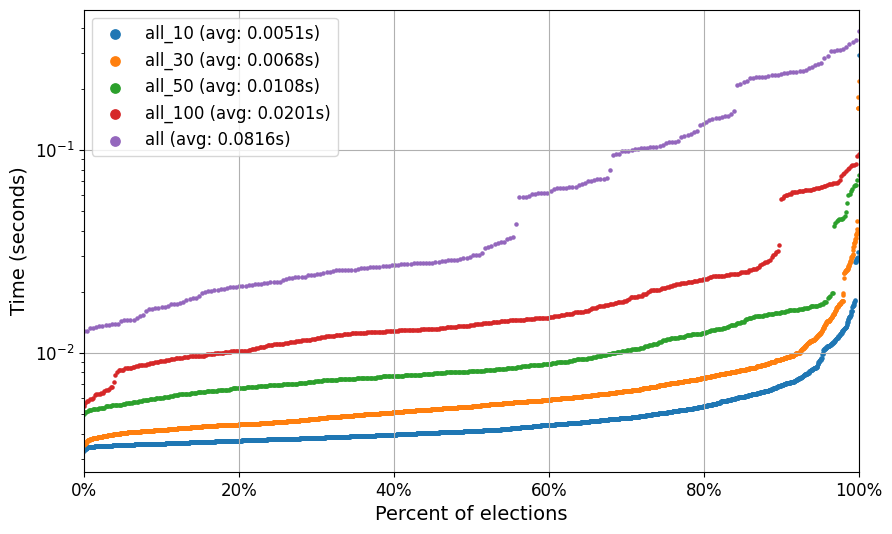 all_10 (avg: 0.0051s)
all_30 (avg: 0.0068s)
all_50 (avg: 0.0108s)
all_100 (avg: 0.0201s)
all (avg: 0.0816s)
Time (seconds)
10⁻¹
10⁻²
0% 20% 40% 60% 80% 100%
Percent of elections